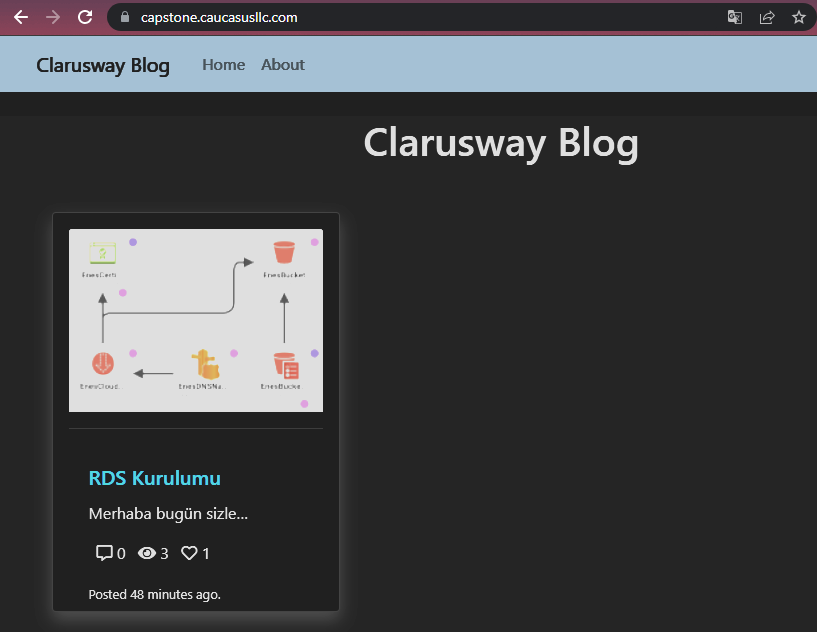 capstone.caucasusllc.com
Clarusway Blog Home About
Clarusway Blog
EnesCerti
EnesBucket
EnesCloud.
EnesDNSNa...
EnesBucke
RDS Kurulumu
Merhaba bugün sizle...
0 3 1
Posted 48 minutes ago.